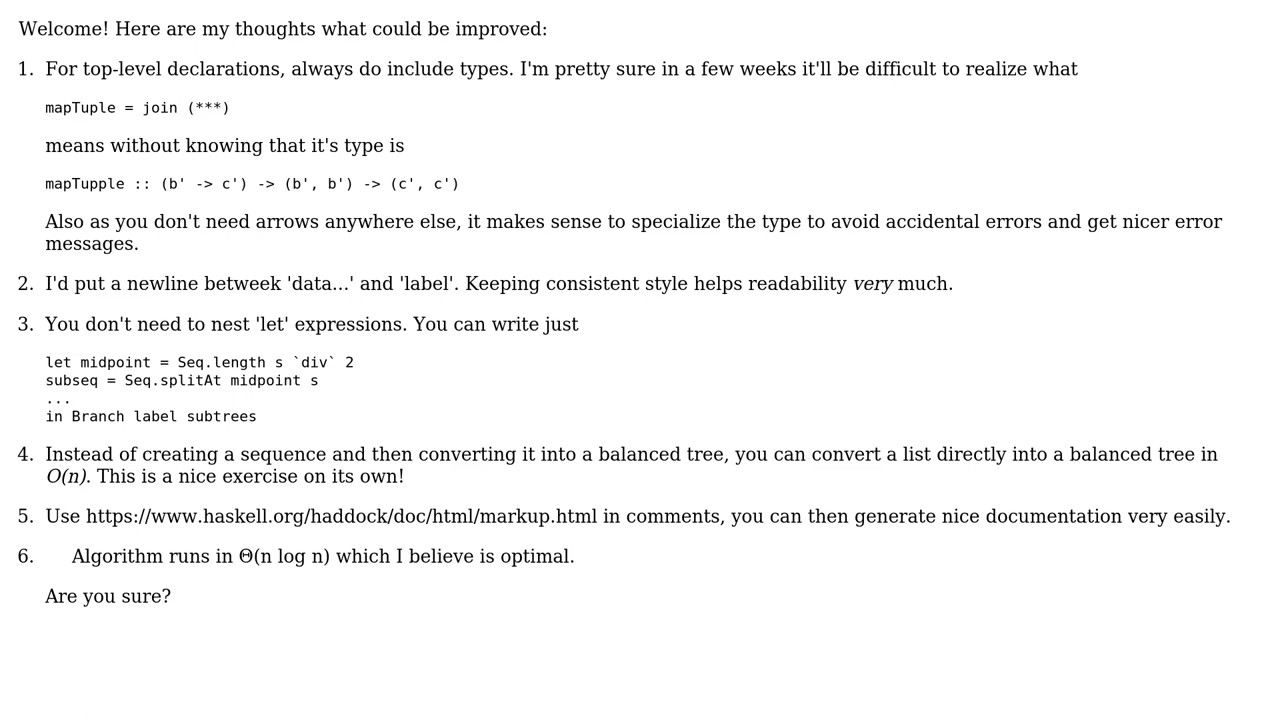 Welcome! Here are my thoughts what could be improved:
1. For top-level declarations, always do include types. I'm pretty sure in a few weeks it'll be difficult to realize what
mapTuple = join (***)
means without knowing that it's type is
mapTupple :: (b' -> c') -> (b', b') -> (c', c')
Also as you don't need arrows anywhere else, it makes sense to specialize the type to avoid accidental errors and get nicer error
messages.
2. I'd put a newline betweek 'data...' and 'label'. Keeping consistent style helps readability very much.
3. You don't need to nest 'let' expressions. You can write just
let midpoint = Seq.length s `div` 2
subseq = Seq.splitAt midpoint s
...
in Branch label subtrees
4. Instead of creating a sequence and then converting it into a balanced tree, you can convert a list directly into a balanced tree in
O(n). This is a nice exercise on its own!
5. Use https://www.haskell.org/haddock/doc/html/markup.html in comments, you can then generate nice documentation very easily.
6. Algorithm runs in Θ(n log n) which I believe is optimal.
Are you sure?